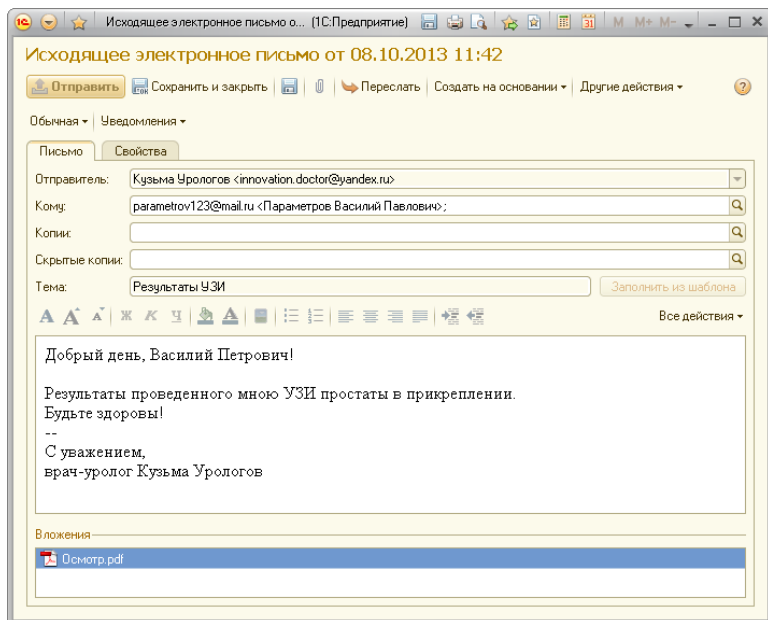 Исходящее электронное письмо о... (1С:Предприятие) M M+ M-
Исходящее электронное письмо от 08.10.2013 11:42
Отправить Сохранить и закрыть Переслать Создать на основании Другие действия
Обычная Уведомления
Письмо Свойства
Отправитель: Кузьма Урологов <innovation.doctor@yandex.ru>
Кому: parametrov123@mail.ru <Параметров Василий Павлович>;
Копии:
Скрытые копии:
Тема: Результаты УЗИ Заполнить из шаблона
А А А Ж К Ч А Все действия
Добрый день, Василий Петрович!
Результаты проведенного мною УЗИ простаты в прикреплении.
Будьте здоровы!
--
С уважением,
врач-уролог Кузьма Урологов
Вложения
Осмотр.pdf